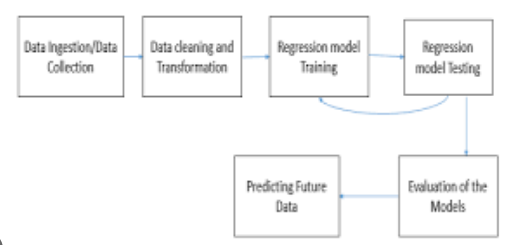 Data Ingestion/Data
Collection
Data cleaning and
Transformation
Regression model
Training
Regression
model Testing
Predicting Future
Data
Evaluation of the
Models